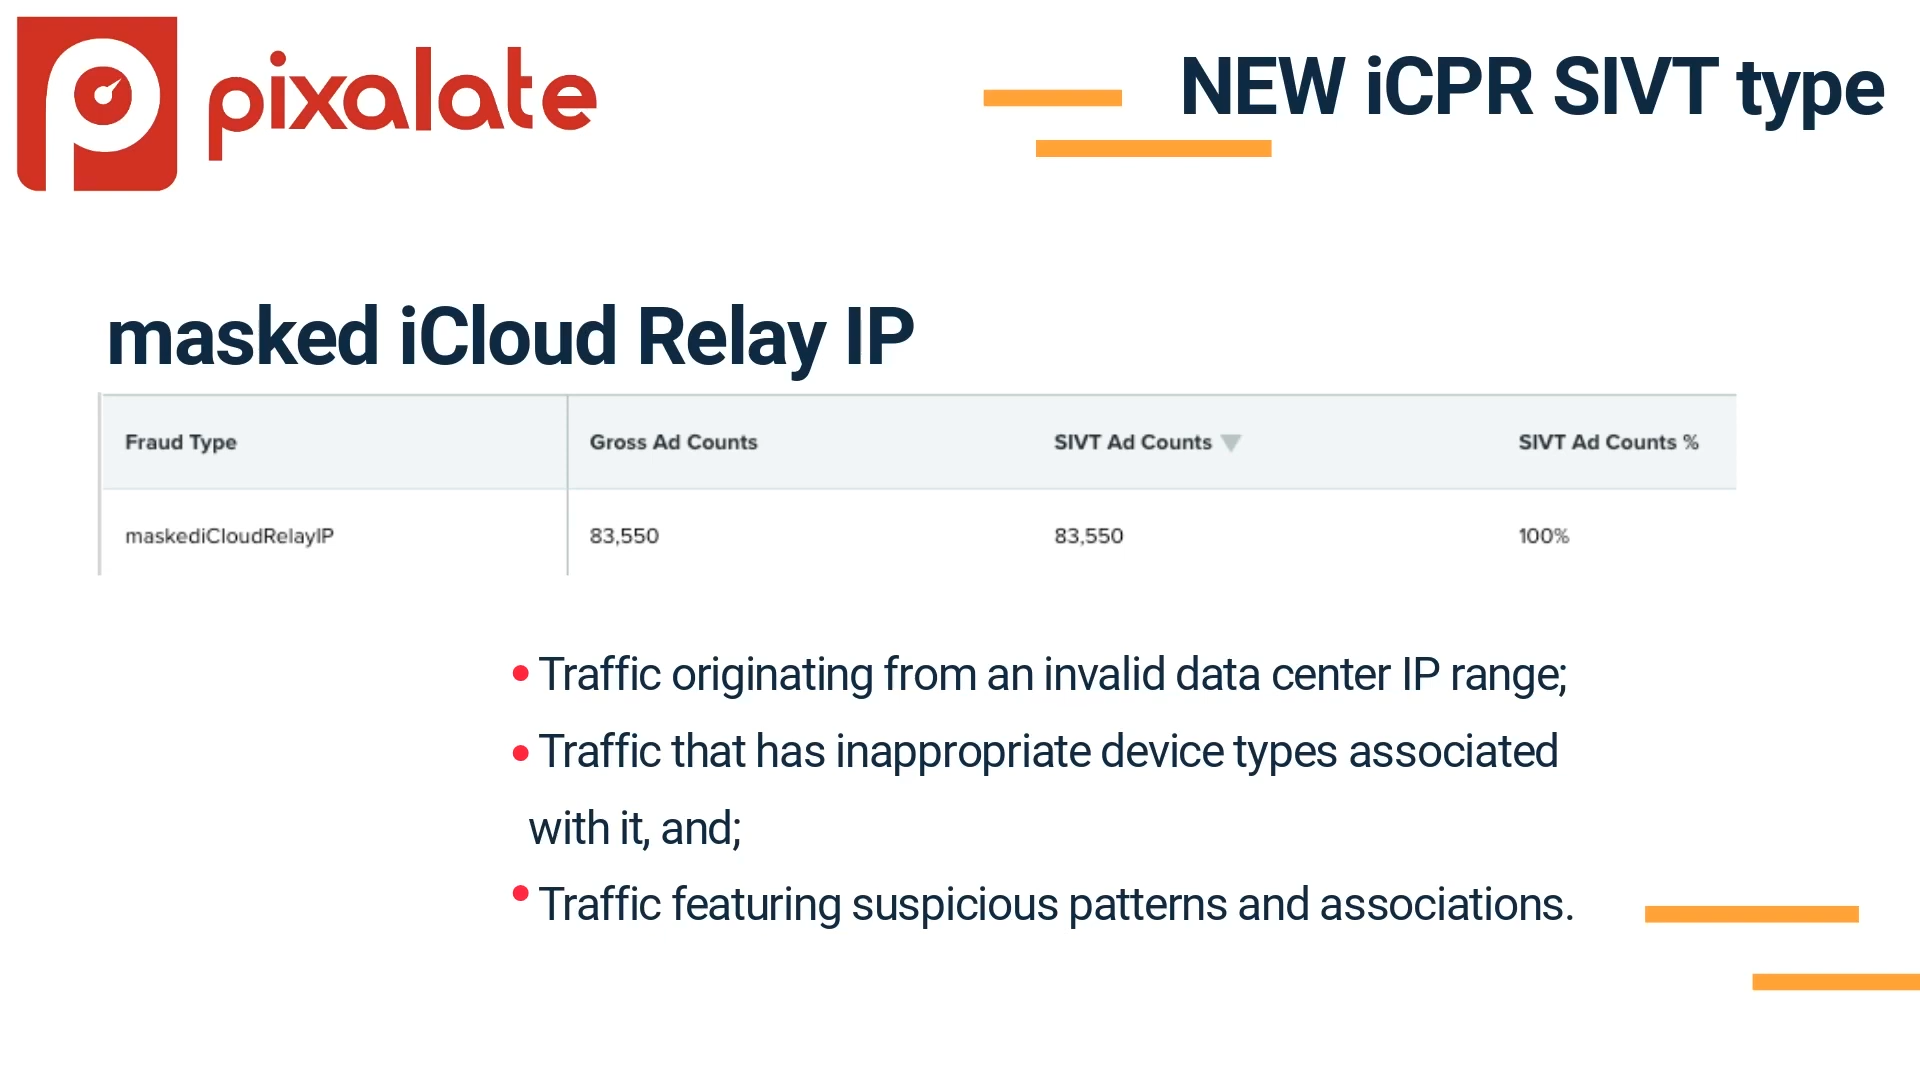 pixalate
NEW iCPR SIVT type
masked iCloud Relay IP
Fraud Type Gross Ad Counts SIVT Ad Counts SIVT Ad Counts %
maskediCloudRelayIP 83,550 83,550 100%
• Traffic originating from an invalid data center IP range;
• Traffic that has inappropriate device types associated
with it, and;
• Traffic featuring suspicious patterns and associations.